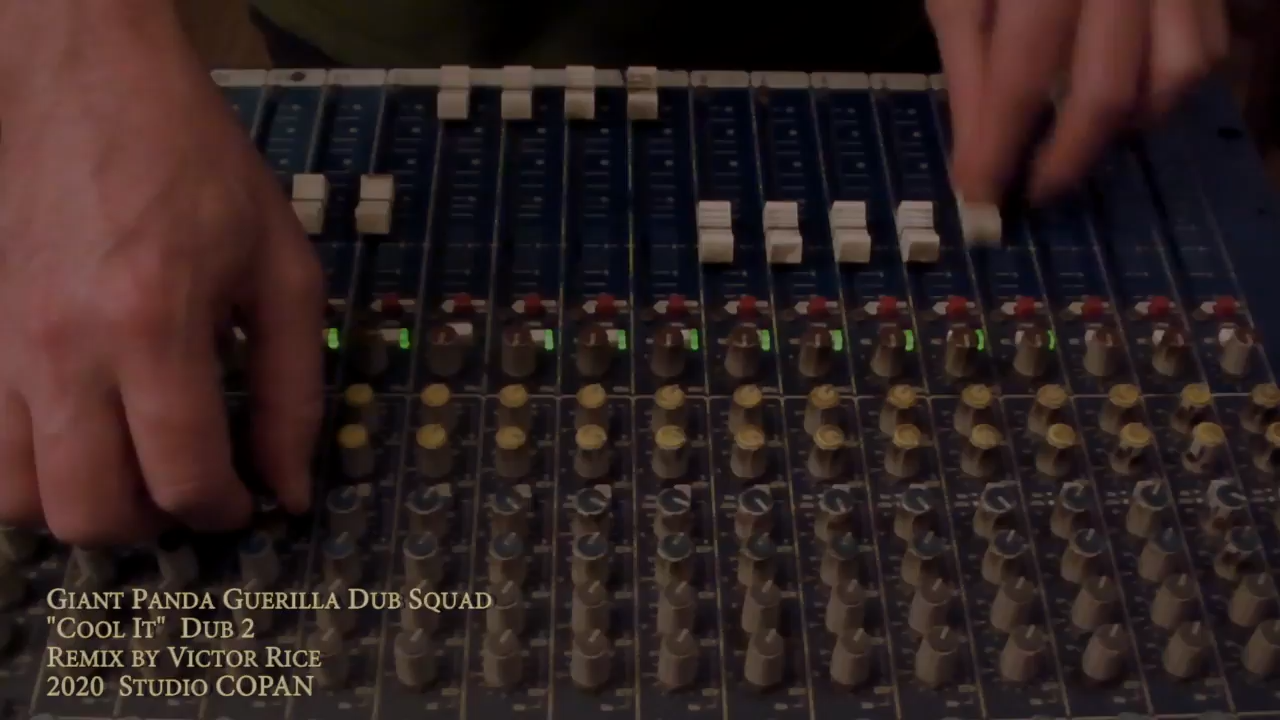 Giant Panda Guerilla Dub Squad
"Cool It" Dub 2
Remix by Victor Rice
2020 Studio COPAN